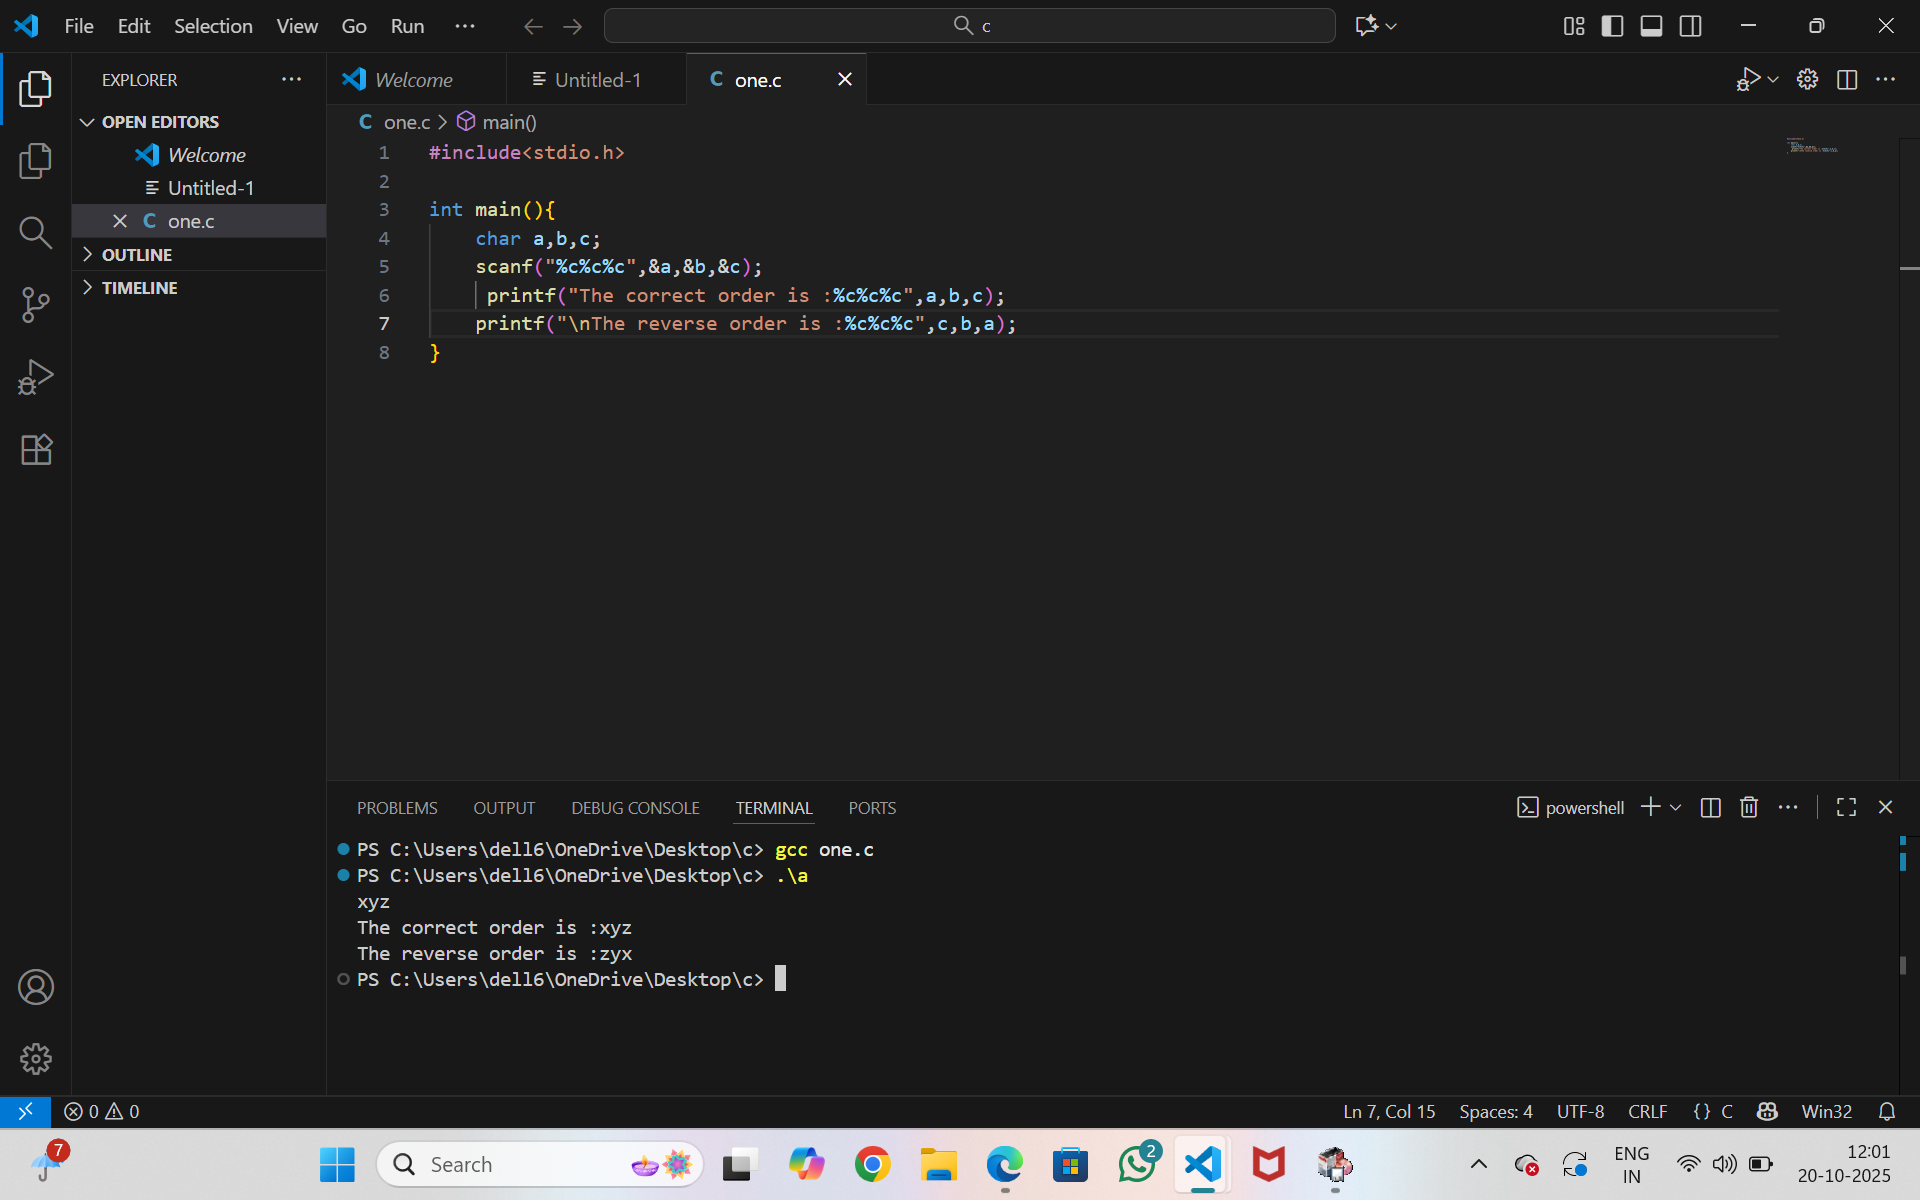 File Edit Selection View Go Run ···
c
EXPLORER
OPEN EDITORS
Welcome
Untitled-1
one.c
OUTLINE
TIMELINE
Welcome
Untitled-1
C one.c
C one.c > main()
1 #include<stdio.h>
2
3 int main(){
4 char a,b,c;
5 scanf("%c%c%c",&a,&b,&c);
6 printf("The correct order is :%c%c%c",a,b,c);
7 printf("\nThe reverse order is :%c%c%c",c,b,a);
8 }
PROBLEMS OUTPUT DEBUG CONSOLE TERMINAL PORTS
powershell
PS C:\Users\dell6\OneDrive\Desktop\c> gcc one.c
PS C:\Users\dell6\OneDrive\Desktop\c> .\a
xyz
The correct order is :xyz
The reverse order is :zyx
PS C:\Users\dell6\OneDrive\Desktop\c>
0 0
Ln 7, Col 15 Spaces: 4 UTF-8 CRLF {} C Win32
7
Search
2
ENG
IN
12:01
20-10-2025